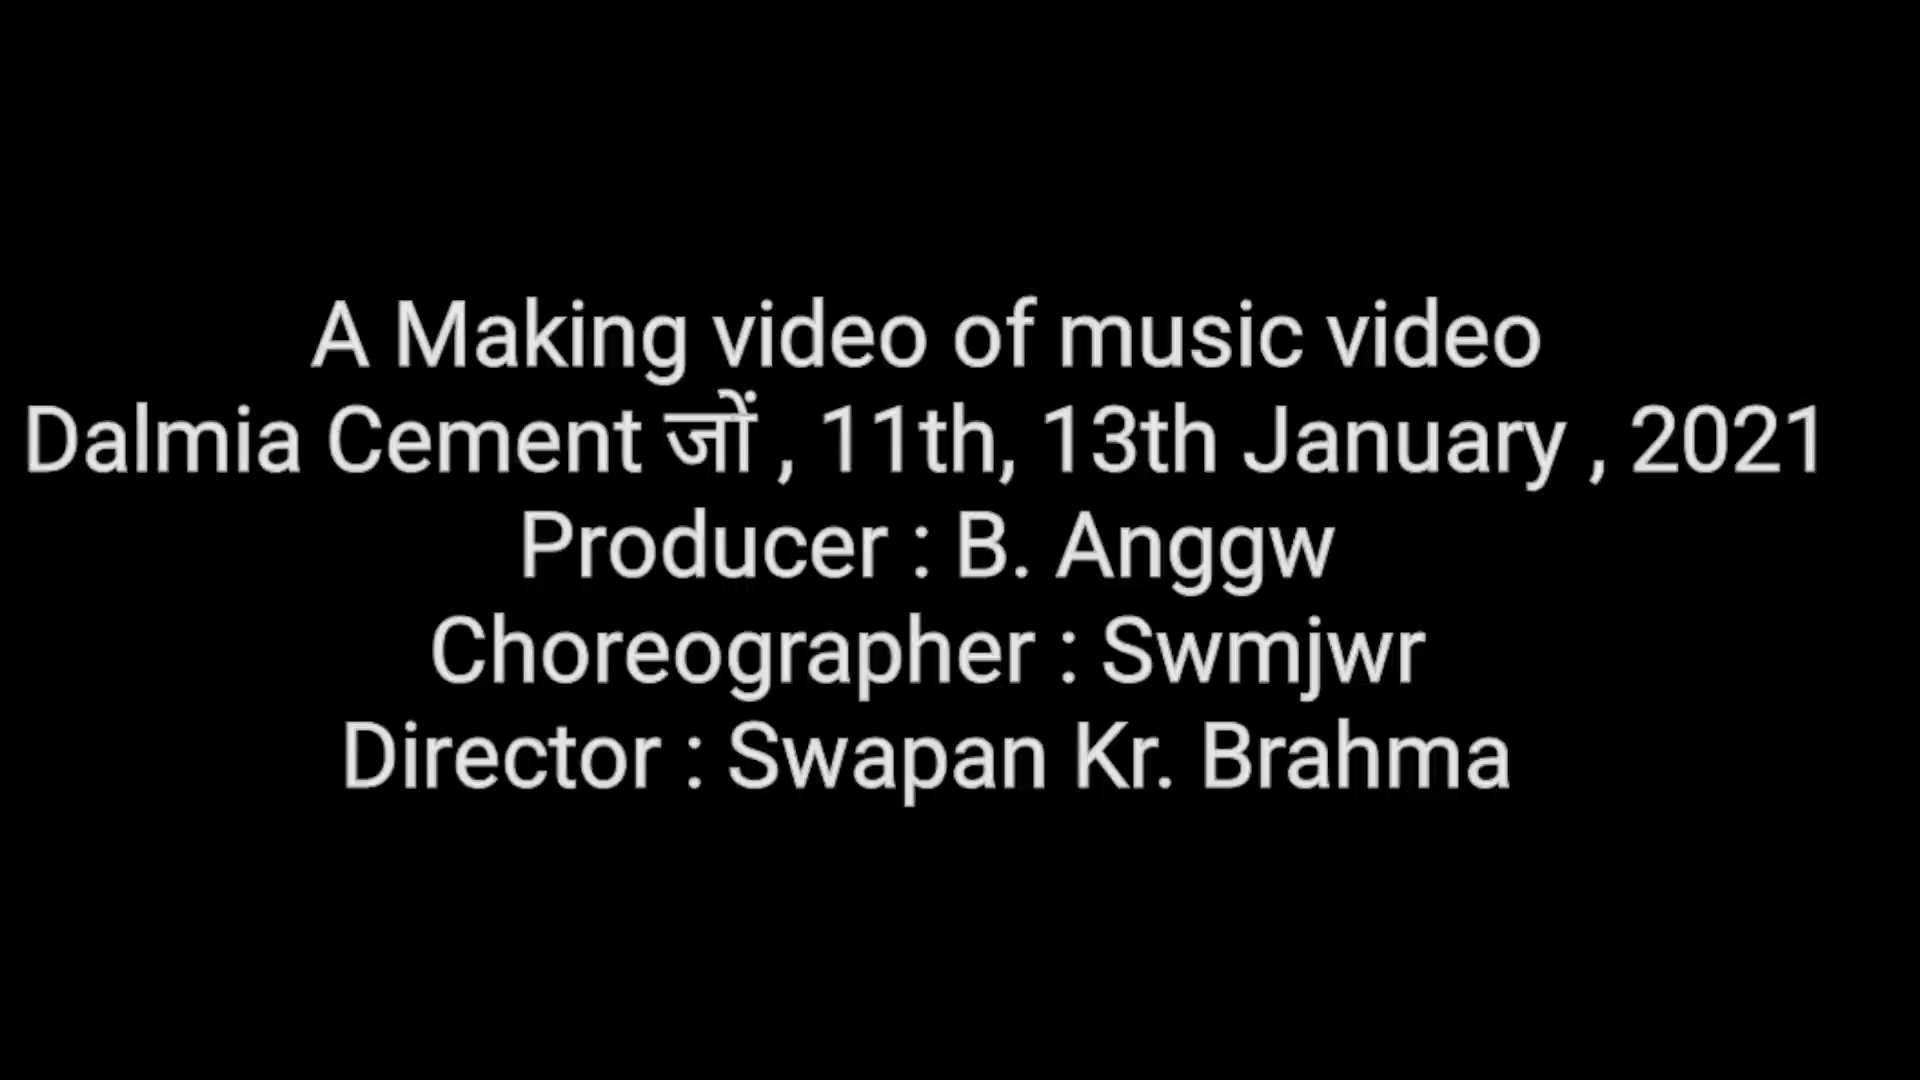 A Making video of music video
Dalmia Cement जों , 11th, 13th January , 2021
Producer : B. Anggw
Choreographer : Swmjwr
Director : Swapan Kr. Brahma